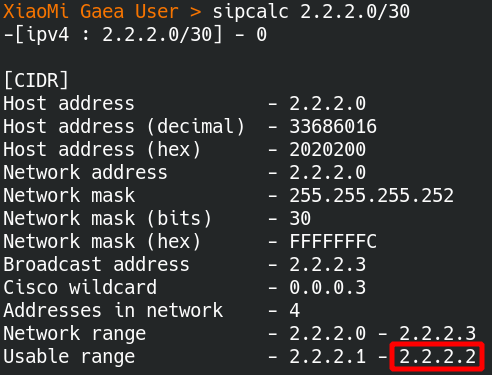 XiaoMi Gaea User > sipcalc 2.2.2.0/30
-[ipv4 : 2.2.2.0/30] - 0
[CIDR]
Host address - 2.2.2.0
Host address (decimal) - 33686016
Host address (hex) - 2020200
Network address - 2.2.2.0
Network mask - 255.255.255.252
Network mask (bits) - 30
Network mask (hex) - FFFFFFFC
Broadcast address - 2.2.2.3
Cisco wildcard - 0.0.0.3
Addresses in network - 4
Network range - 2.2.2.0 - 2.2.2.3
Usable range - 2.2.2.1 - 2.2.2.2